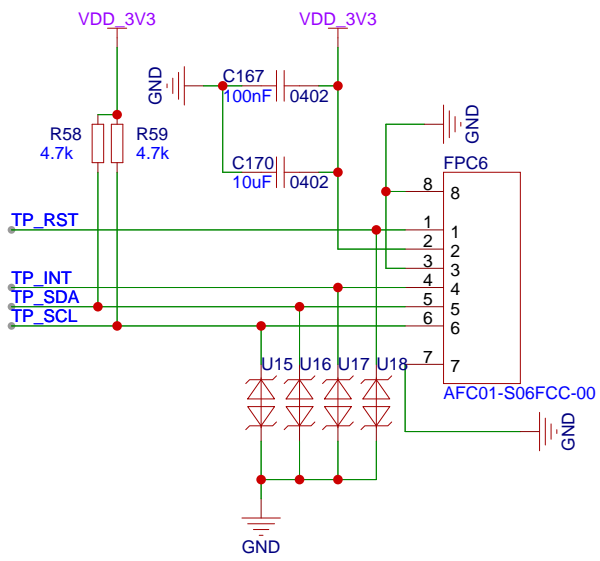 VDD_3V3
VDD_3V3
GND
C167
100nF
0402
GND
R58
4.7k
R59
4.7k
C170
10uF
0402
FPC6
8
8
TP_RST
1
1
2
2
3
3
TP_INT
4
4
TP_SDA
5
5
TP_SCL
6
6
U15
U16
U17
U18
7
7
AFC01-S06FCC-00
GND
GND